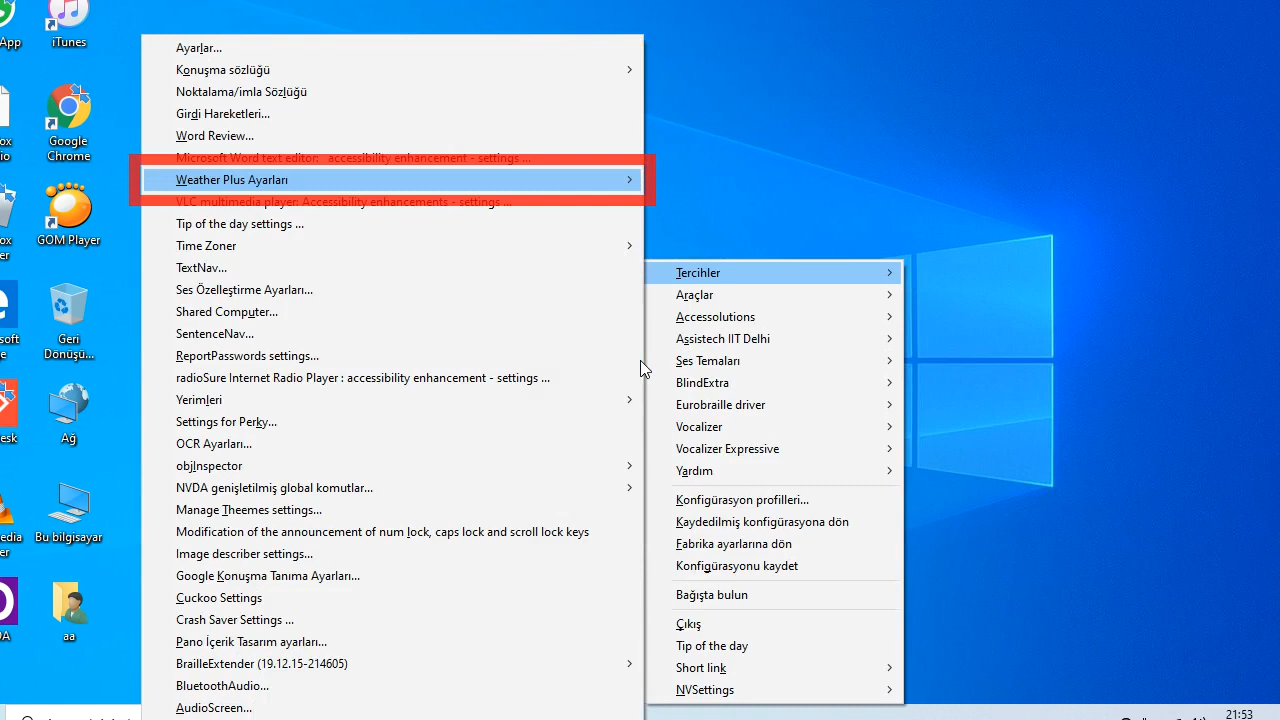 App
iTunes
Google
Chrome
GOM Player
Geri
Dönüşü...
Ağ
Bu bilgisayar
aa
Ayarlar...
Konuşma sözlüğü
Noktalama/imla Sözlüğü
Girdi Hareketleri...
Word Review...
Microsoft Word text editor: accessibility enhancement - settings ...
Weather Plus Ayarları
VLC multimedia player: Accessibility enhancements - settings ...
Tip of the day settings ...
Time Zoner
TextNav...
Ses Özelleştirme Ayarları...
Shared Computer...
SentenceNav...
ReportPasswords settings...
radioSure Internet Radio Player : accessibility enhancement - settings ...
Yerimleri
Settings for Perky...
OCR Ayarları...
objInspector
NVDA genişletilmiş global komutlar...
Manage Theemes settings...
Modification of the announcement of num lock, caps lock and scroll lock keys
Image describer settings...
Google Konuşma Tanıma Ayarları...
Cuckoo Settings
Crash Saver Settings ...
Pano İçerik Tasarım ayarları...
BrailleExtender (19.12.15-214605)
BluetoothAudio...
AudioScreen...
Tercihler
Araçlar
Accessolutions
Assistech IIT Delhi
Ses Temaları
BlindExtra
Eurobraille driver
Vocalizer
Vocalizer Expressive
Yardım
Konfigürasyon profilleri...
Kaydedilmiş konfigürasyona dön
Fabrika ayarlarına dön
Konfigürasyonu kaydet
Bağışta bulun
Çıkış
Tip of the day
Short link
NVSettings
21:53